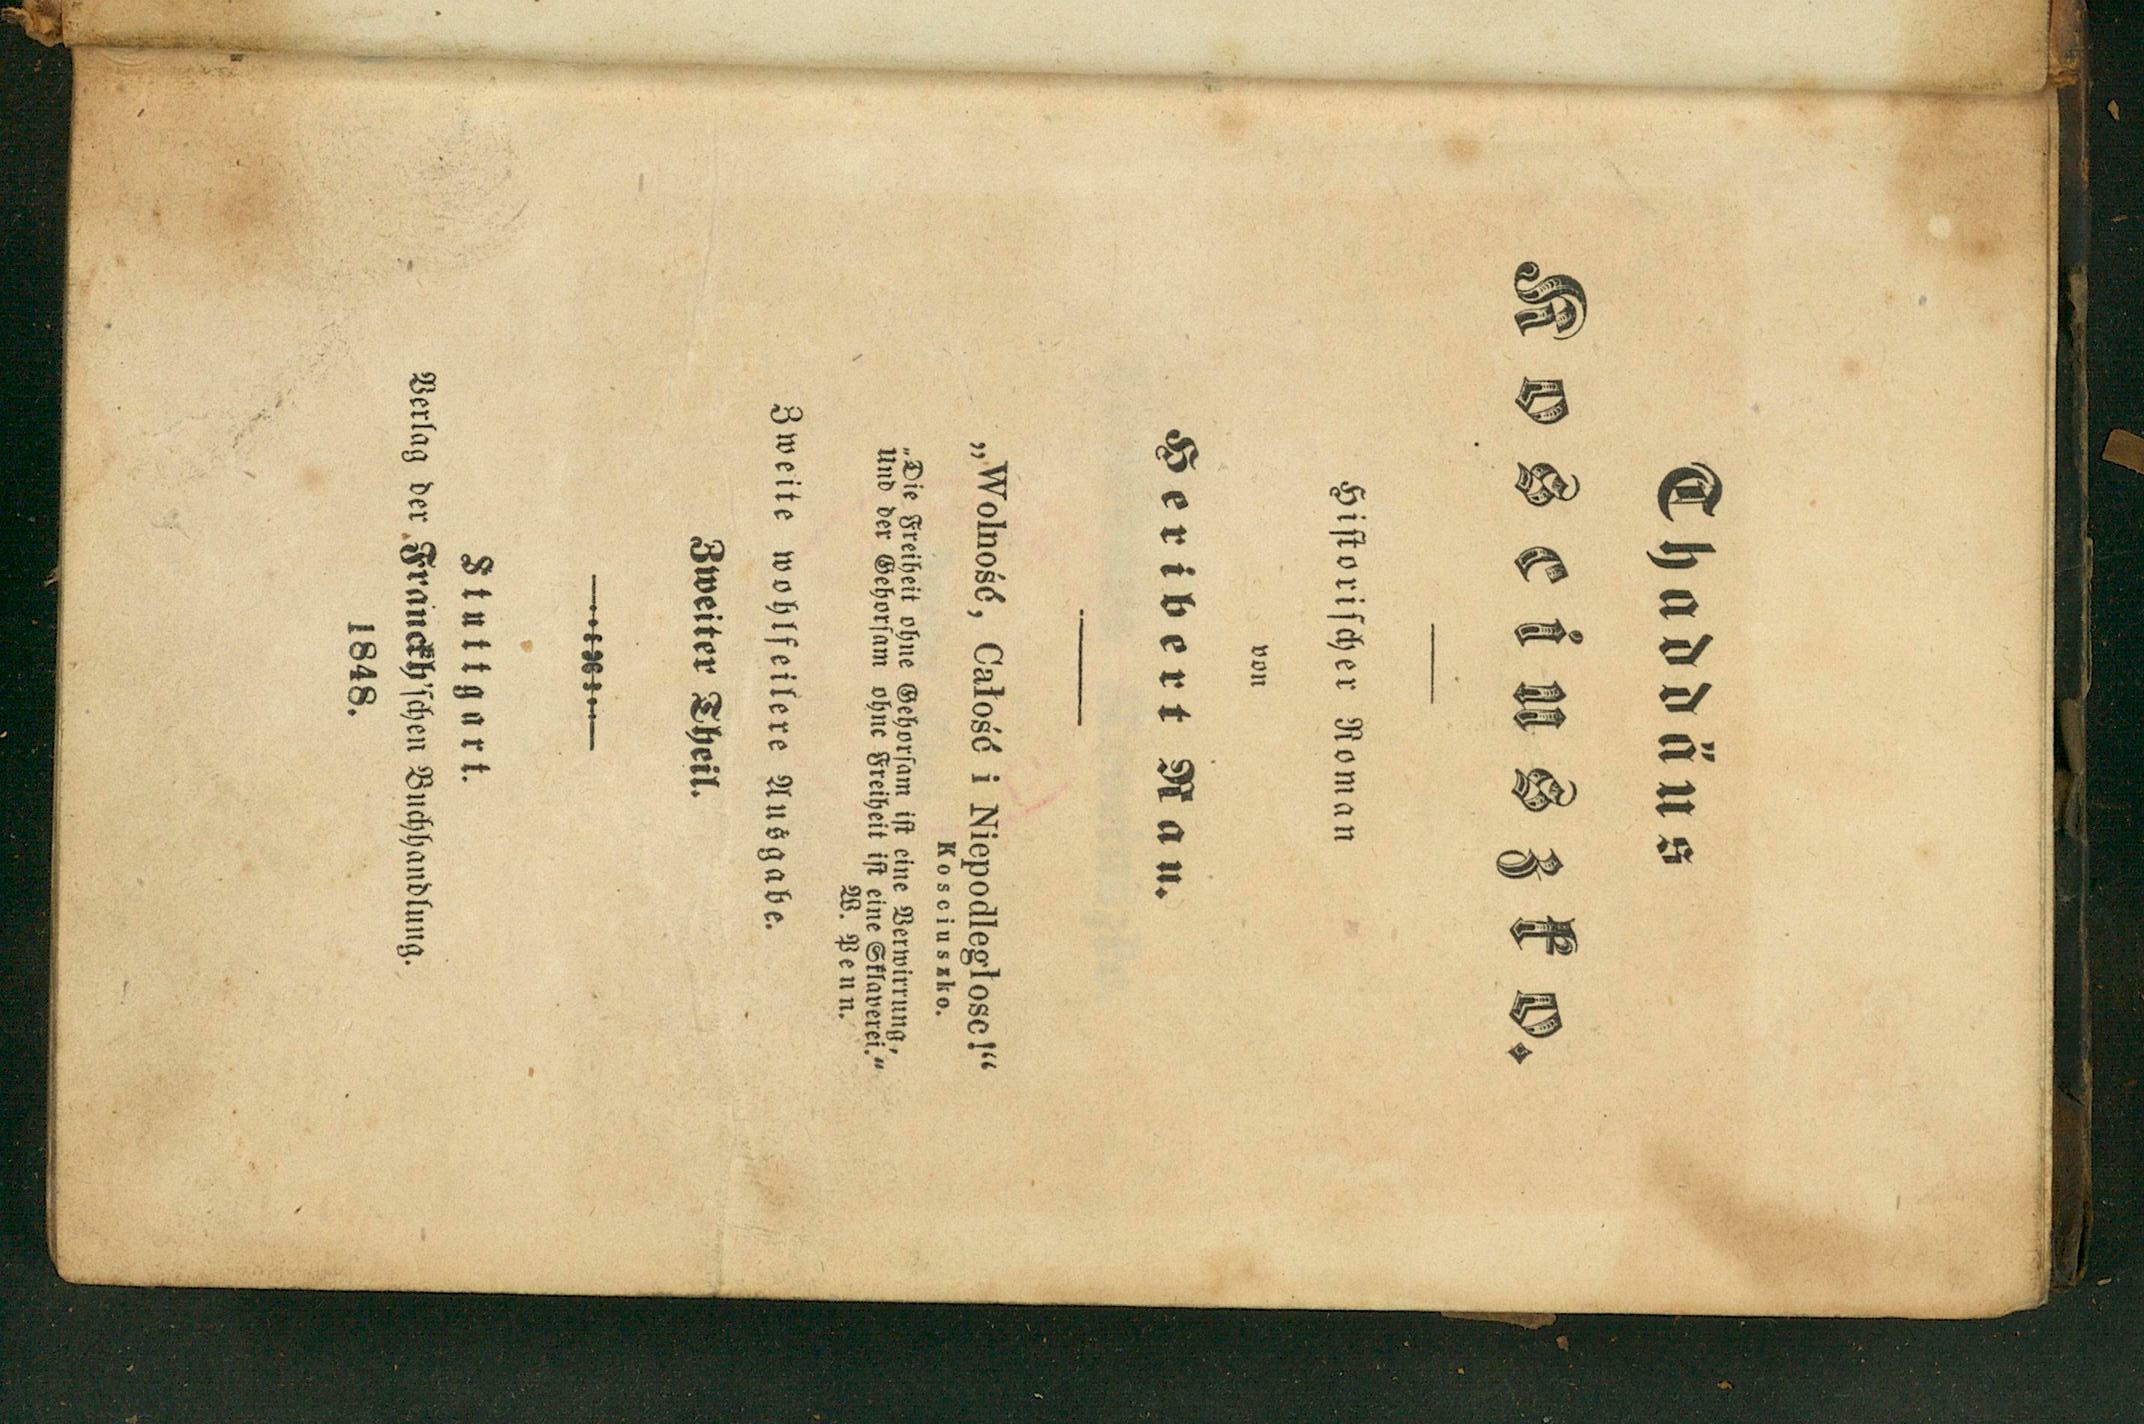 Thaddäus
Kosciuszko.
Historischer Roman
von
Heribert Rau.
„Wolność, Całość i Niepodległosc!“
Kosciuszko.
„Die Freiheit ohne Gehorsam ist eine Verwirrung,
Und der Gehorsam ohne Freiheit ist eine Sklaverei.“
W. Penn.
Zweite wohlfeilere Ausgabe.
Zweiter Theil.
Stuttgart.
Verlag der Franckh'schen Buchhandlung.
1848.